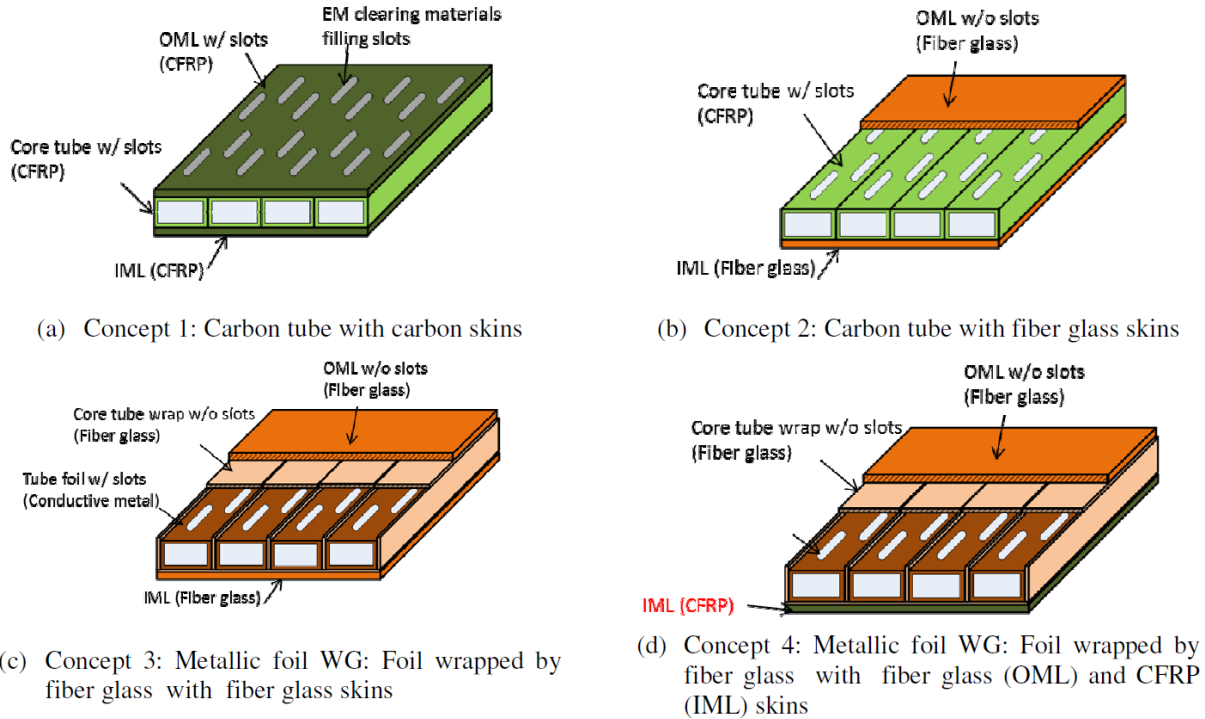 EM clearing materials
filling slots
OML w/ slots
(CFRP)
Core tube w/ slots
(CFRP)
IML (CFRP)
(a) Concept 1: Carbon tube with carbon skins
OML w/o slots
(Fiber glass)
Core tube w/ slots
(CFRP)
IML (Fiber glass)
(b) Concept 2: Carbon tube with fiber glass skins
OML w/o slots
(Fiber glass)
Core tube wrap w/o slots
(Fiber glass)
Tube foil w/ slots
(Conductive metal)
IML (Fiber glass)
(c) Concept 3: Metallic foil WG: Foil wrapped by
fiber glass with fiber glass skins
OML w/o slots
(Fiber glass)
Core tube wrap w/o slots
(Fiber glass)
IML (CFRP)
(d) Concept 4: Metallic foil WG: Foil wrapped by
fiber glass with fiber glass (OML) and CFRP
(IML) skins